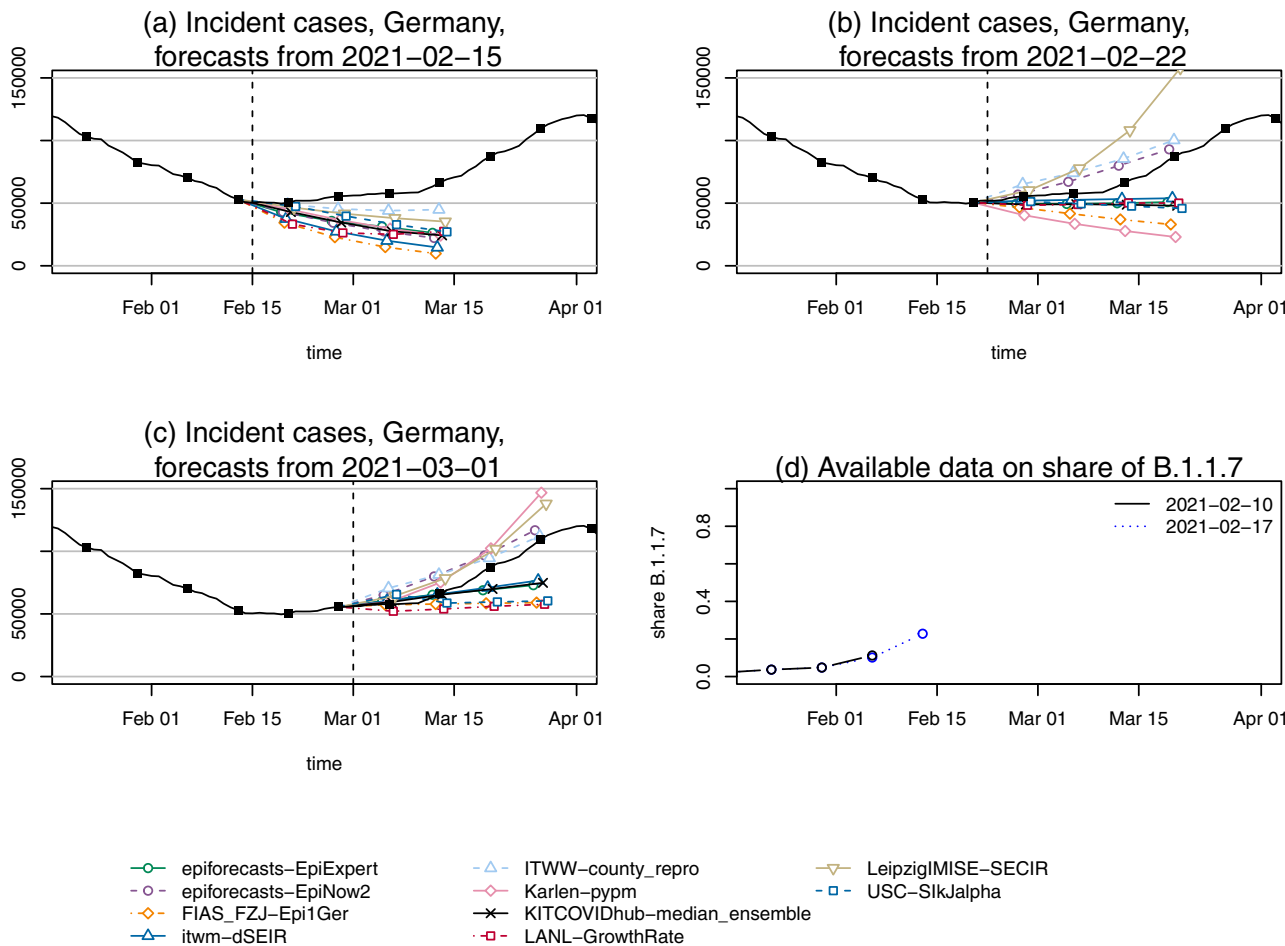 (a) Incident cases, Germany,
forecasts from 2021−02−15
150000
50000
0
Feb 01
Feb 15
Mar 01
Mar 15
Apr 01
time
(b) Incident cases, Germany,
forecasts from 2021−02−22
150000
50000
0
Feb 01
Feb 15
Mar 01
Mar 15
Apr 01
time
(c) Incident cases, Germany,
forecasts from 2021−03−01
150000
50000
0
Feb 01
Feb 15
Mar 01
Mar 15
Apr 01
time
(d) Available data on share of B.1.1.7
share B.1.1.7
0.8
0.4
0.0
2021−02−10
2021−02−17
Feb 01
Feb 15
Mar 01
Mar 15
Apr 01
epiforecasts−EpiExpert
epiforecasts−EpiNow2
FIAS_FZJ−Epi1Ger
itwm−dSEIR
ITWW−county_repro
Karlen−pypm
KITCOVIDhub−median_ensemble
LANL−GrowthRate
LeipzigIMISE−SECIR
USC−SIkJalpha